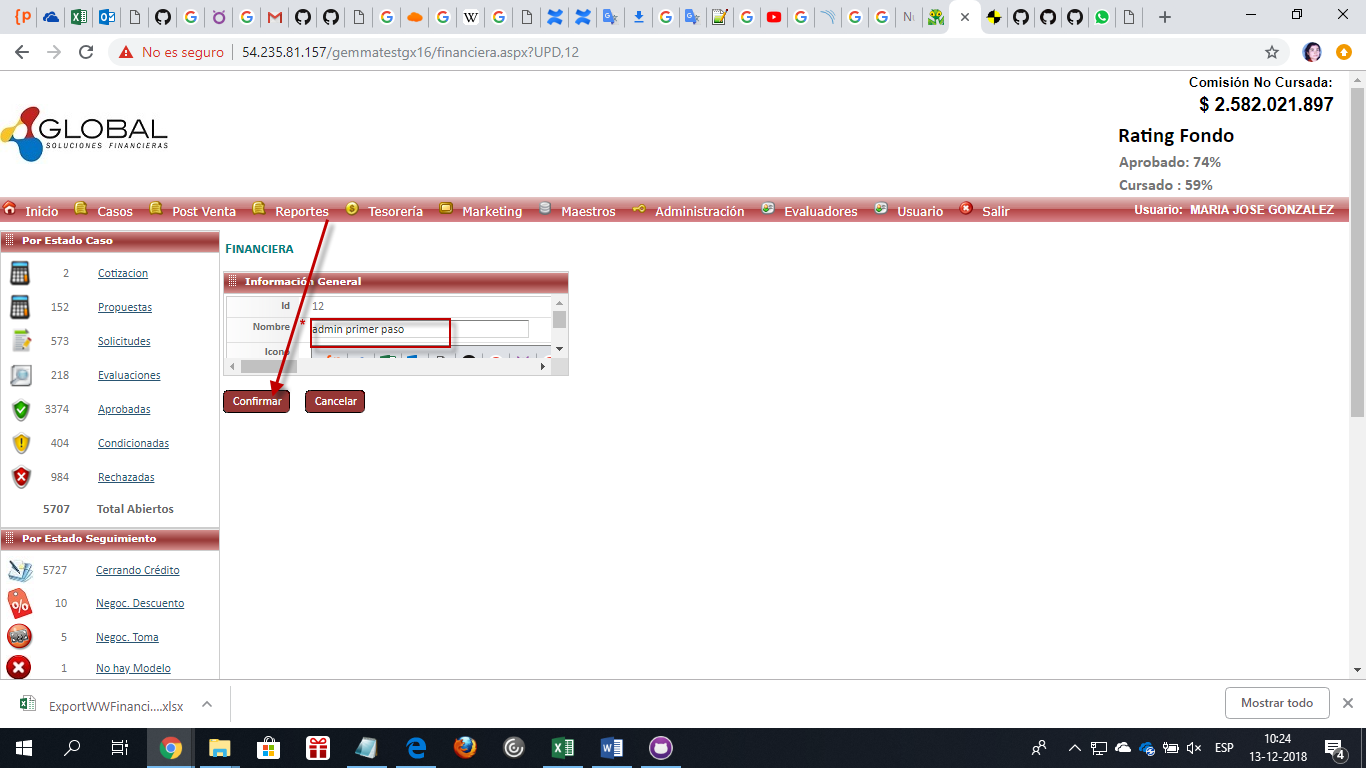 No es seguro
54.235.81.157/gemmatestgx16/financiera.aspx?UPD,12
Comisión No Cursada:
$ 2.582.021.897
GLOBAL
SOLUCIONES FINANCIERAS
Rating Fondo
Aprobado: 74%
Cursado : 59%
Inicio Casos Post Venta Reportes Tesorería Marketing Maestros Administración Evaluadores Usuario Salir Usuario: MARIA JOSE GONZALEZ
Por Estado Caso
2 Cotizacion
152 Propuestas
573 Solicitudes
218 Evaluaciones
3374 Aprobadas
404 Condicionadas
984 Rechazadas
5707 Total Abiertos
Por Estado Seguimiento
5727 Cerrando Crédito
10 Negoc. Descuento
5 Negoc. Toma
1 No hay Modelo
FINANCIERA
Información General
Id 12
Nombre * admin primer paso
Icono
Confirmar Cancelar
ExportWWFinanci....xlsx
Mostrar todo
ESP
10:24
13-12-2018
4